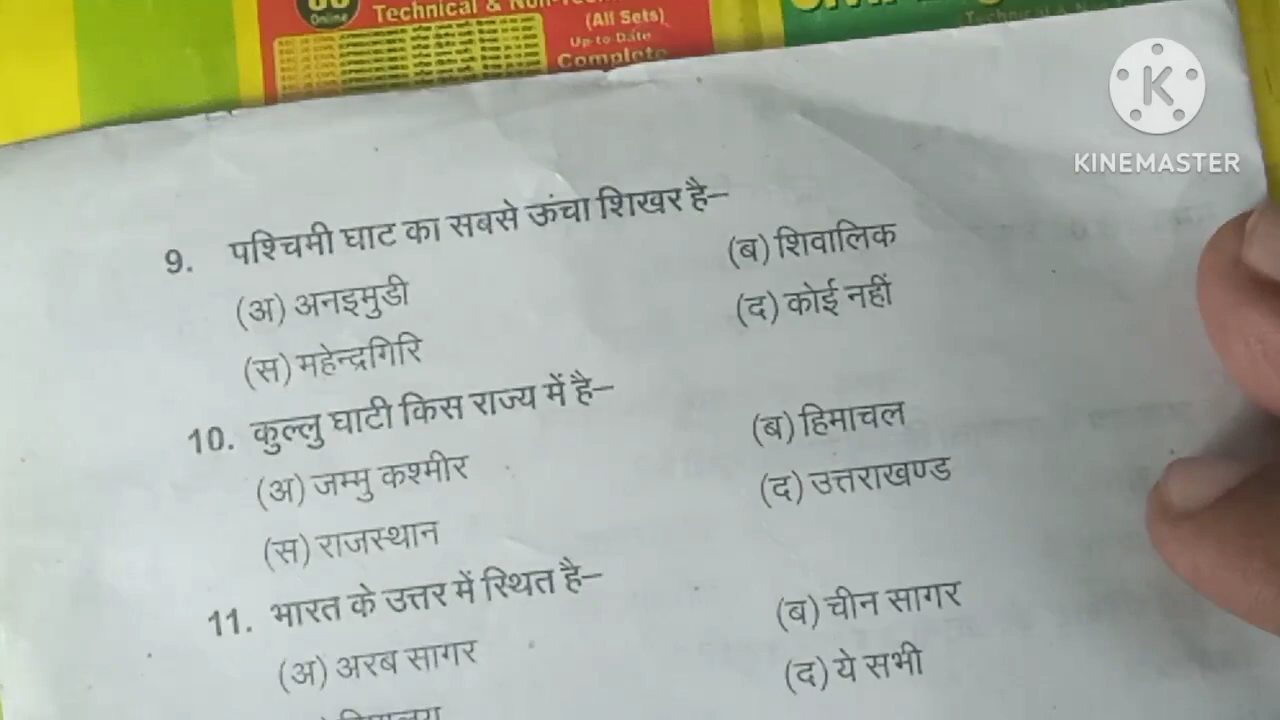 Online
Technical &
(All Sets)
Up-to-Date
Complete
K
KINEMASTER
9. पश्चिमी घाट का सबसे ऊंचा शिखर है–
(अ) अनइमुडी (ब) शिवालिक
(स) महेन्द्रगिरि (द) कोई नहीं
10. कुल्लु घाटी किस राज्य में है–
(अ) जम्मु कश्मीर (ब) हिमाचल
(स) राजस्थान (द) उत्तराखण्ड
11. भारत के उत्तर में स्थित है–
(अ) अरब सागर (ब) चीन सागर
(द) ये सभी